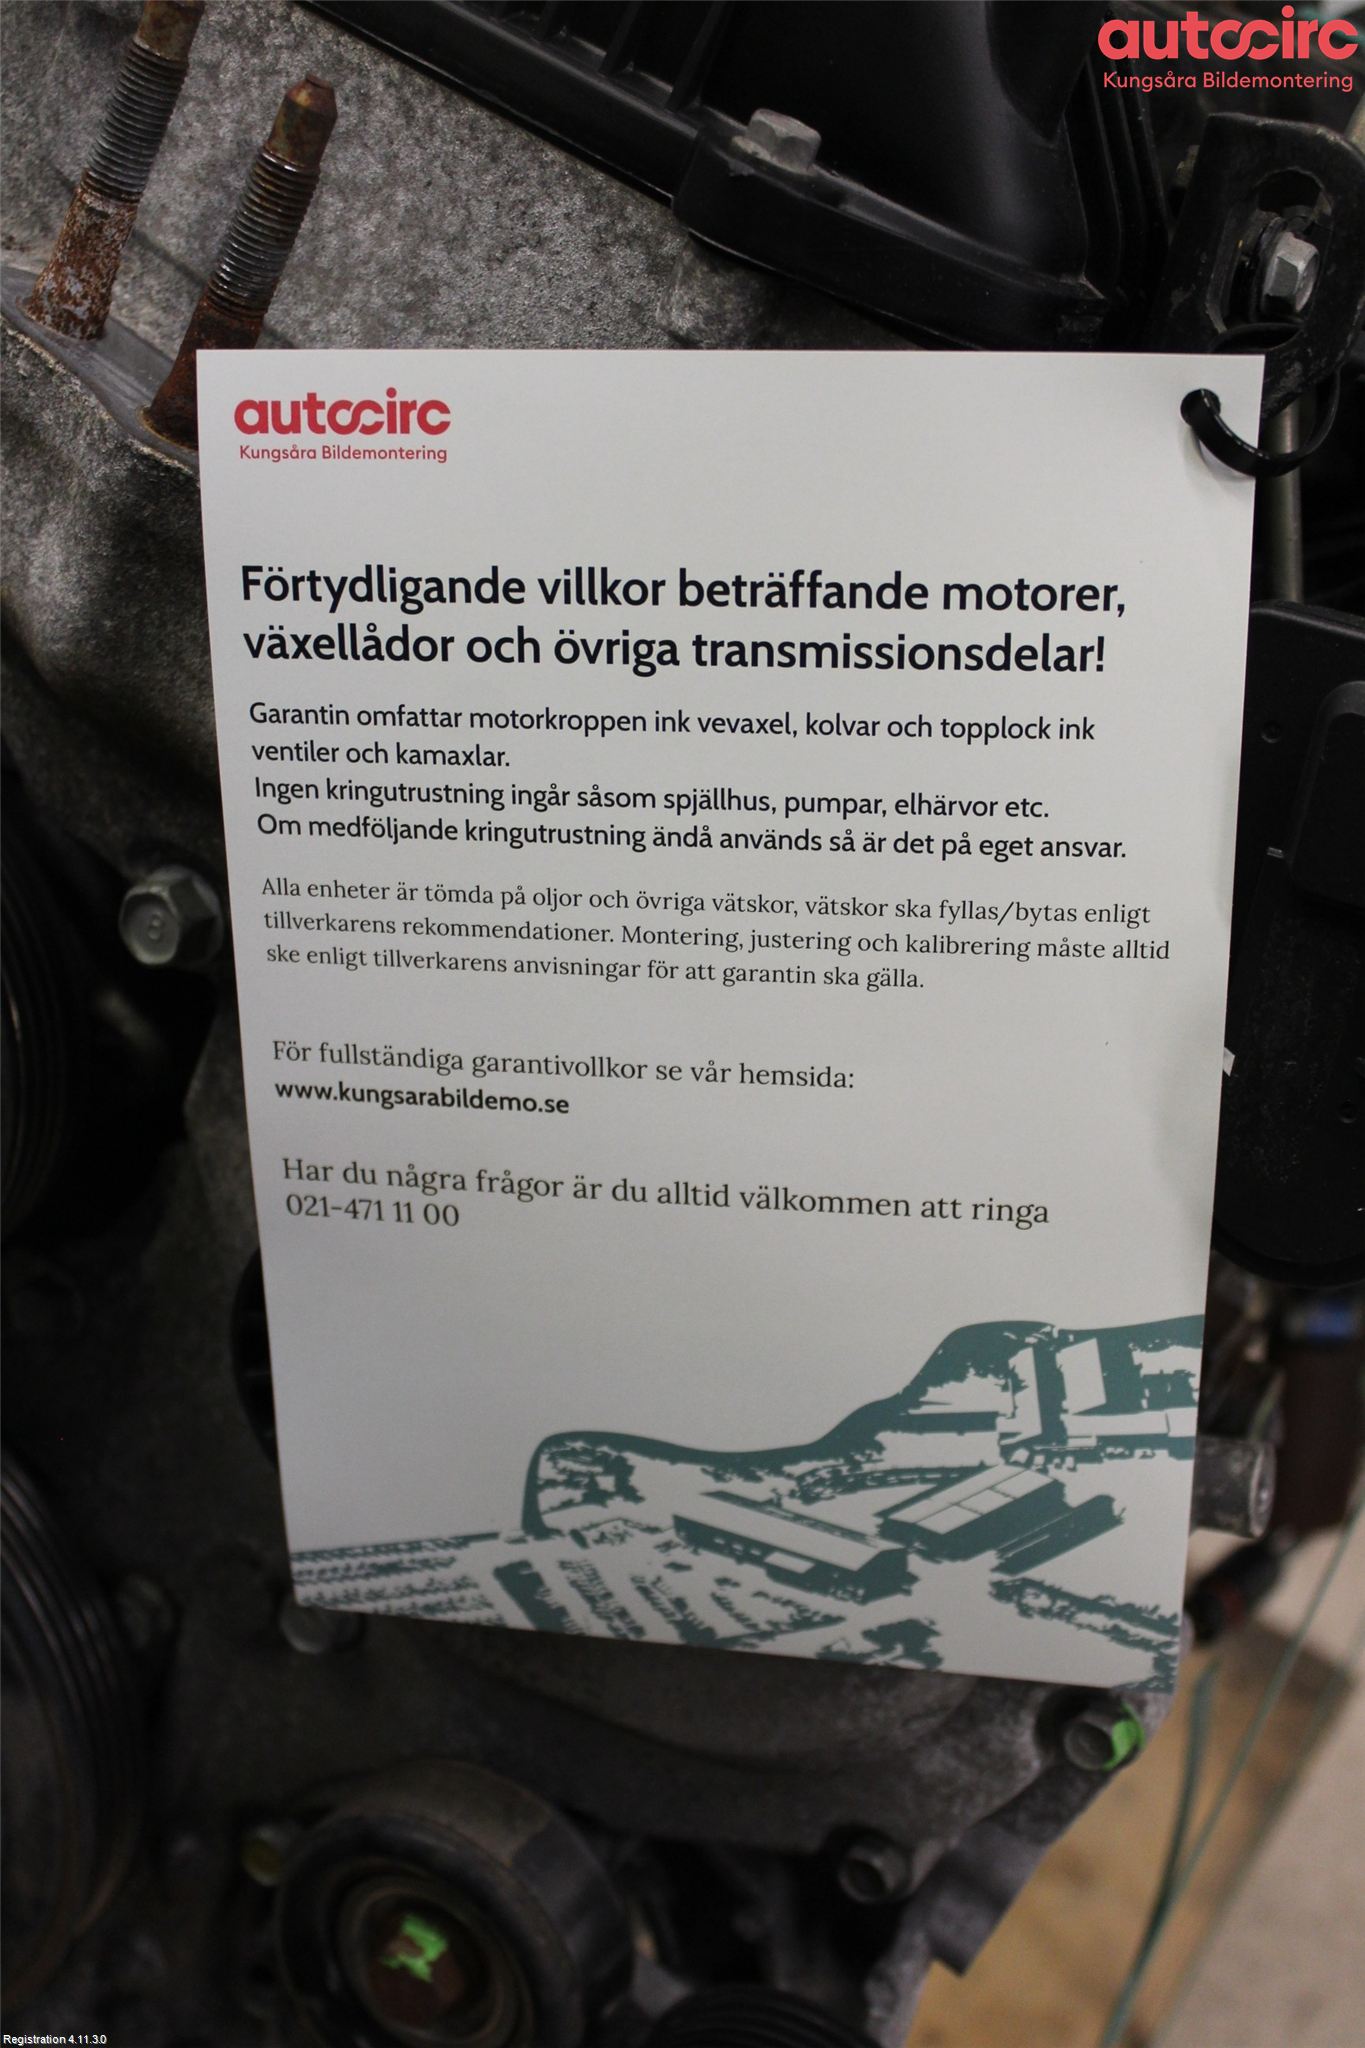 autocirc
Kungsåra Bildemontering
autocirc
Kungsåra Bildemontering
Förtydligande villkor beträffande motorer,
växellådor och övriga transmissionsdelar!
Garantin omfattar motorkroppen ink vevaxel, kolvar och topplock ink
ventiler och kamaxlar.
Ingen kringutrustning ingår såsom spjällhus, pumpar, elhärvor etc.
Om medföljande kringutrustning ändå används så är det på eget ansvar.
Alla enheter är tömda på oljor och övriga vätskor, vätskor ska fyllas/bytas enligt
tillverkarens rekommendationer. Montering, justering och kalibrering måste alltid
ske enligt tillverkarens anvisningar för att garantin ska gälla.
För fullständiga garantivollkor se vår hemsida:
www.kungsarabildemo.se
Har du några frågor är du alltid välkommen att ringa
021-471 11 00
Registration 4.11.3.0